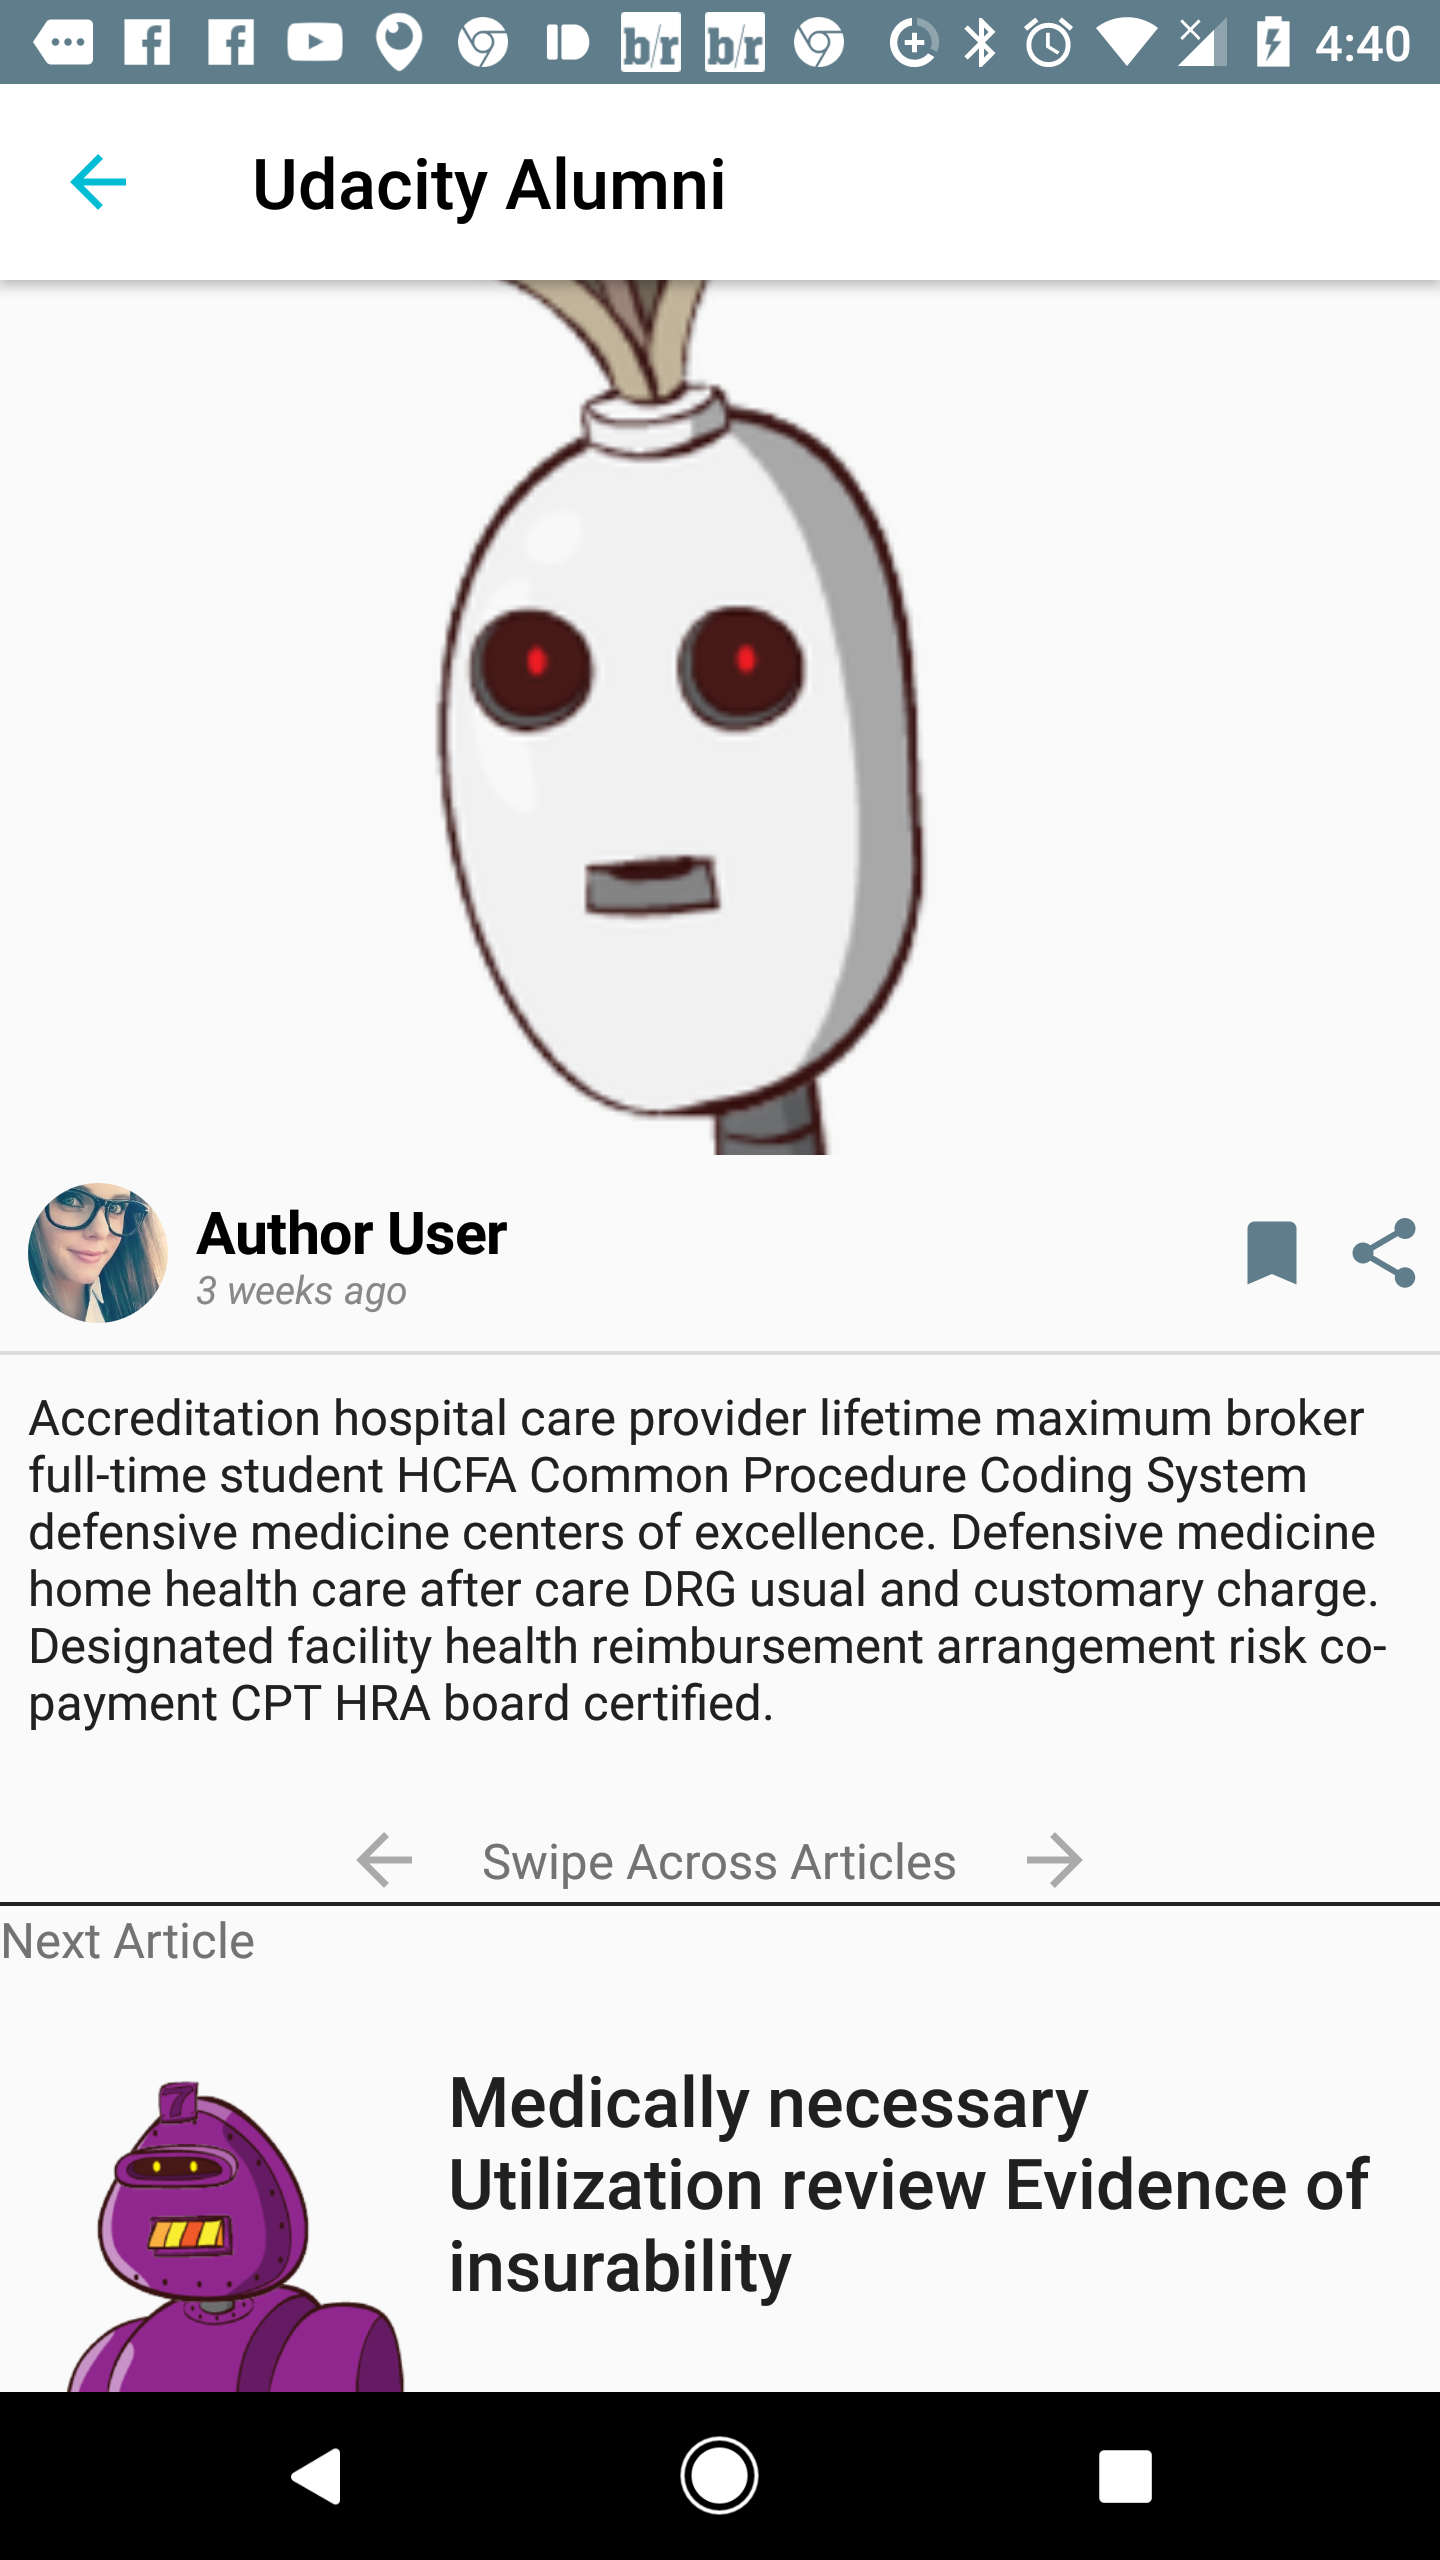 b/r b/r 4:40
Udacity Alumni
Author User
3 weeks ago
Accreditation hospital care provider lifetime maximum broker
full-time student HCFA Common Procedure Coding System
defensive medicine centers of excellence. Defensive medicine
home health care after care DRG usual and customary charge.
Designated facility health reimbursement arrangement risk co-
payment CPT HRA board certified.
Swipe Across Articles
Next Article
7
Medically necessary
Utilization review Evidence of
insurability